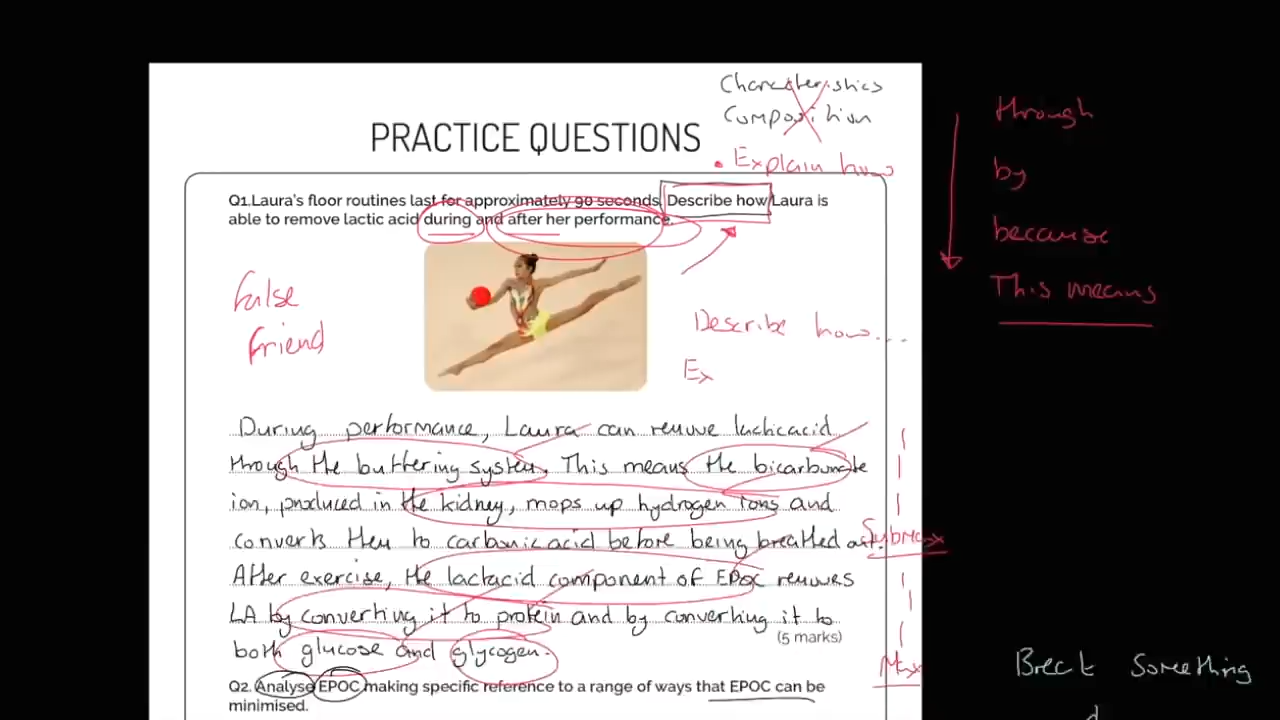 Characteristics
Composition
PRACTICE QUESTIONS
• Explain how
through
by
because
This means
Q1.Laura's floor routines last for approximately 90 seconds. Describe how Laura is
able to remove lactic acid during and after her performance.
False
Friend
Describe how...
Ex
During performance, Laura can remove lactic acid
through the buffering system. This means the bicarbonate
ion, produced in the kidney, mops up hydrogen ions and
converts them to carbonic acid before being breathed out.
Submax
After exercise, the lactacid component of EPOC removes
LA by converting it to protein and by converting it to
(5 marks)
both glucose and glycogen.
Max
Break Something
Q2. Analyse EPOC making specific reference to a range of ways that EPOC can be
minimised.